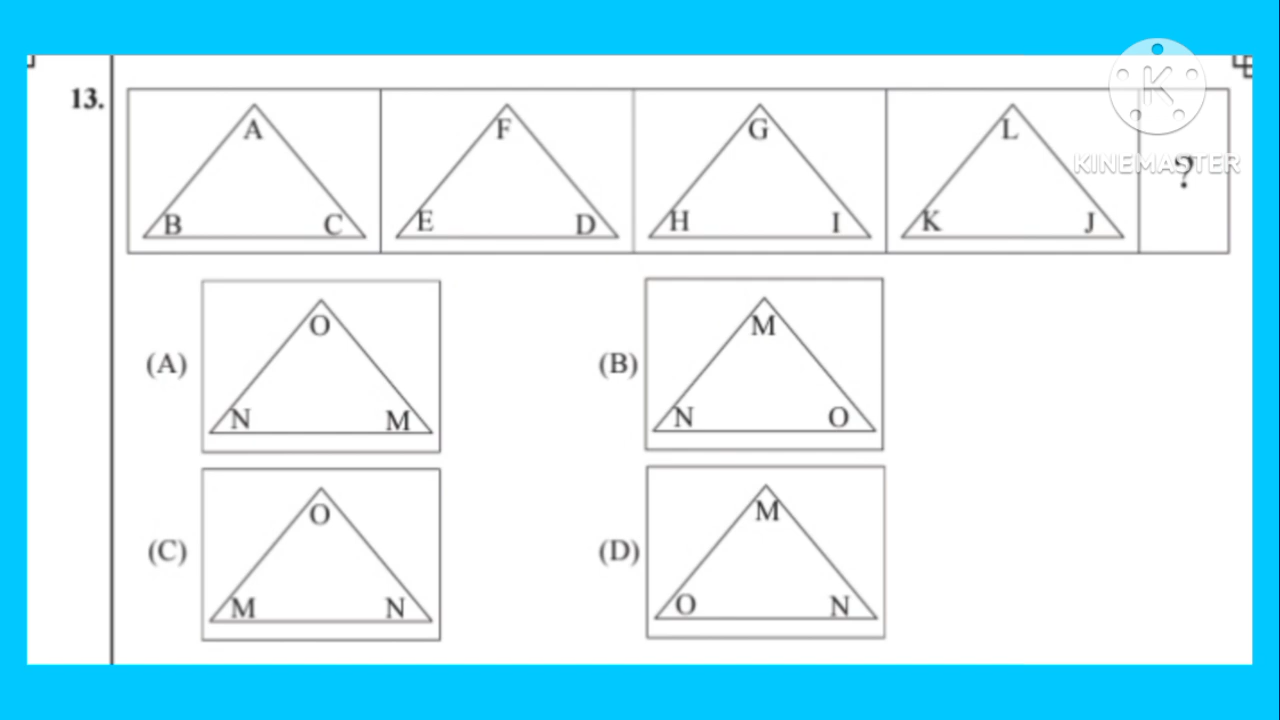 13.
A F G L
B C E D H I K J ?
KINEMASTER
(A) O N M
(B) M N O
(C) O M N
(D) M O N